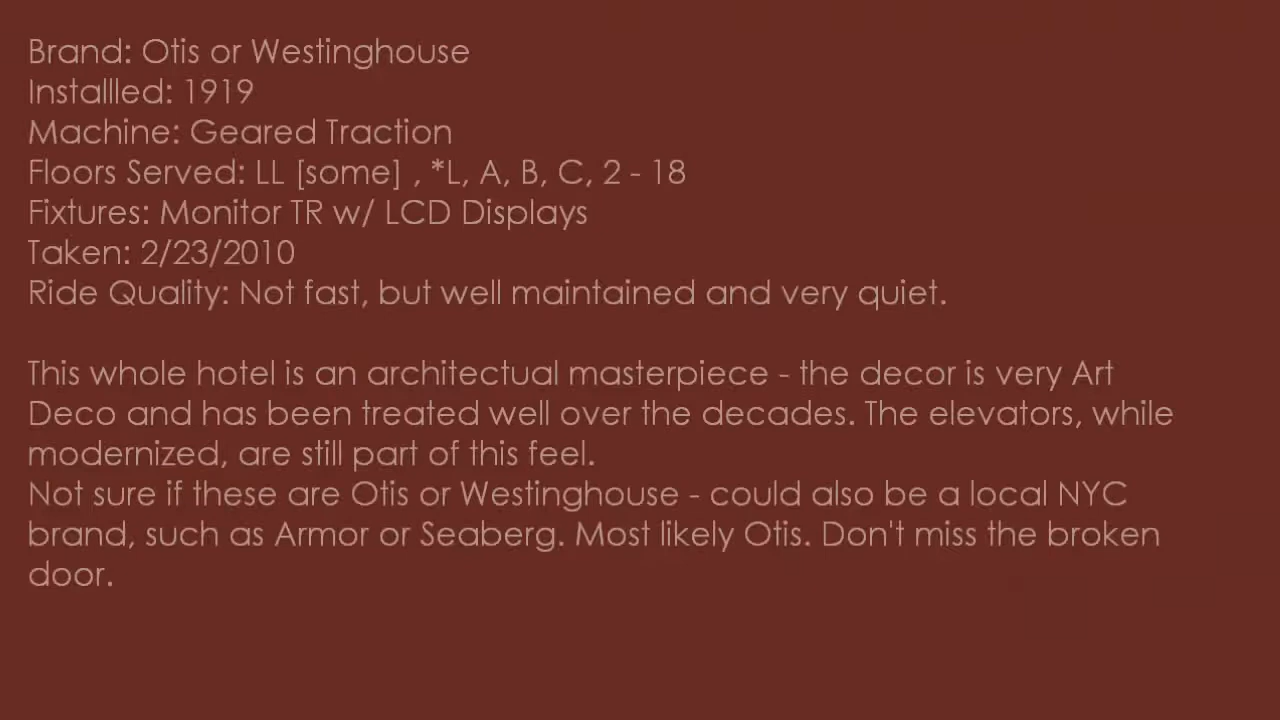 Brand: Otis or Westinghouse
Installled: 1919
Machine: Geared Traction
Floors Served: LL [some] , *L, A, B, C, 2 - 18
Fixtures: Monitor TR w/ LCD Displays
Taken: 2/23/2010
Ride Quality: Not fast, but well maintained and very quiet.
This whole hotel is an architectual masterpiece - the decor is very Art
Deco and has been treated well over the decades. The elevators, while
modernized, are still part of this feel.
Not sure if these are Otis or Westinghouse - could also be a local NYC
brand, such as Armor or Seaberg. Most likely Otis. Don't miss the broken
door.